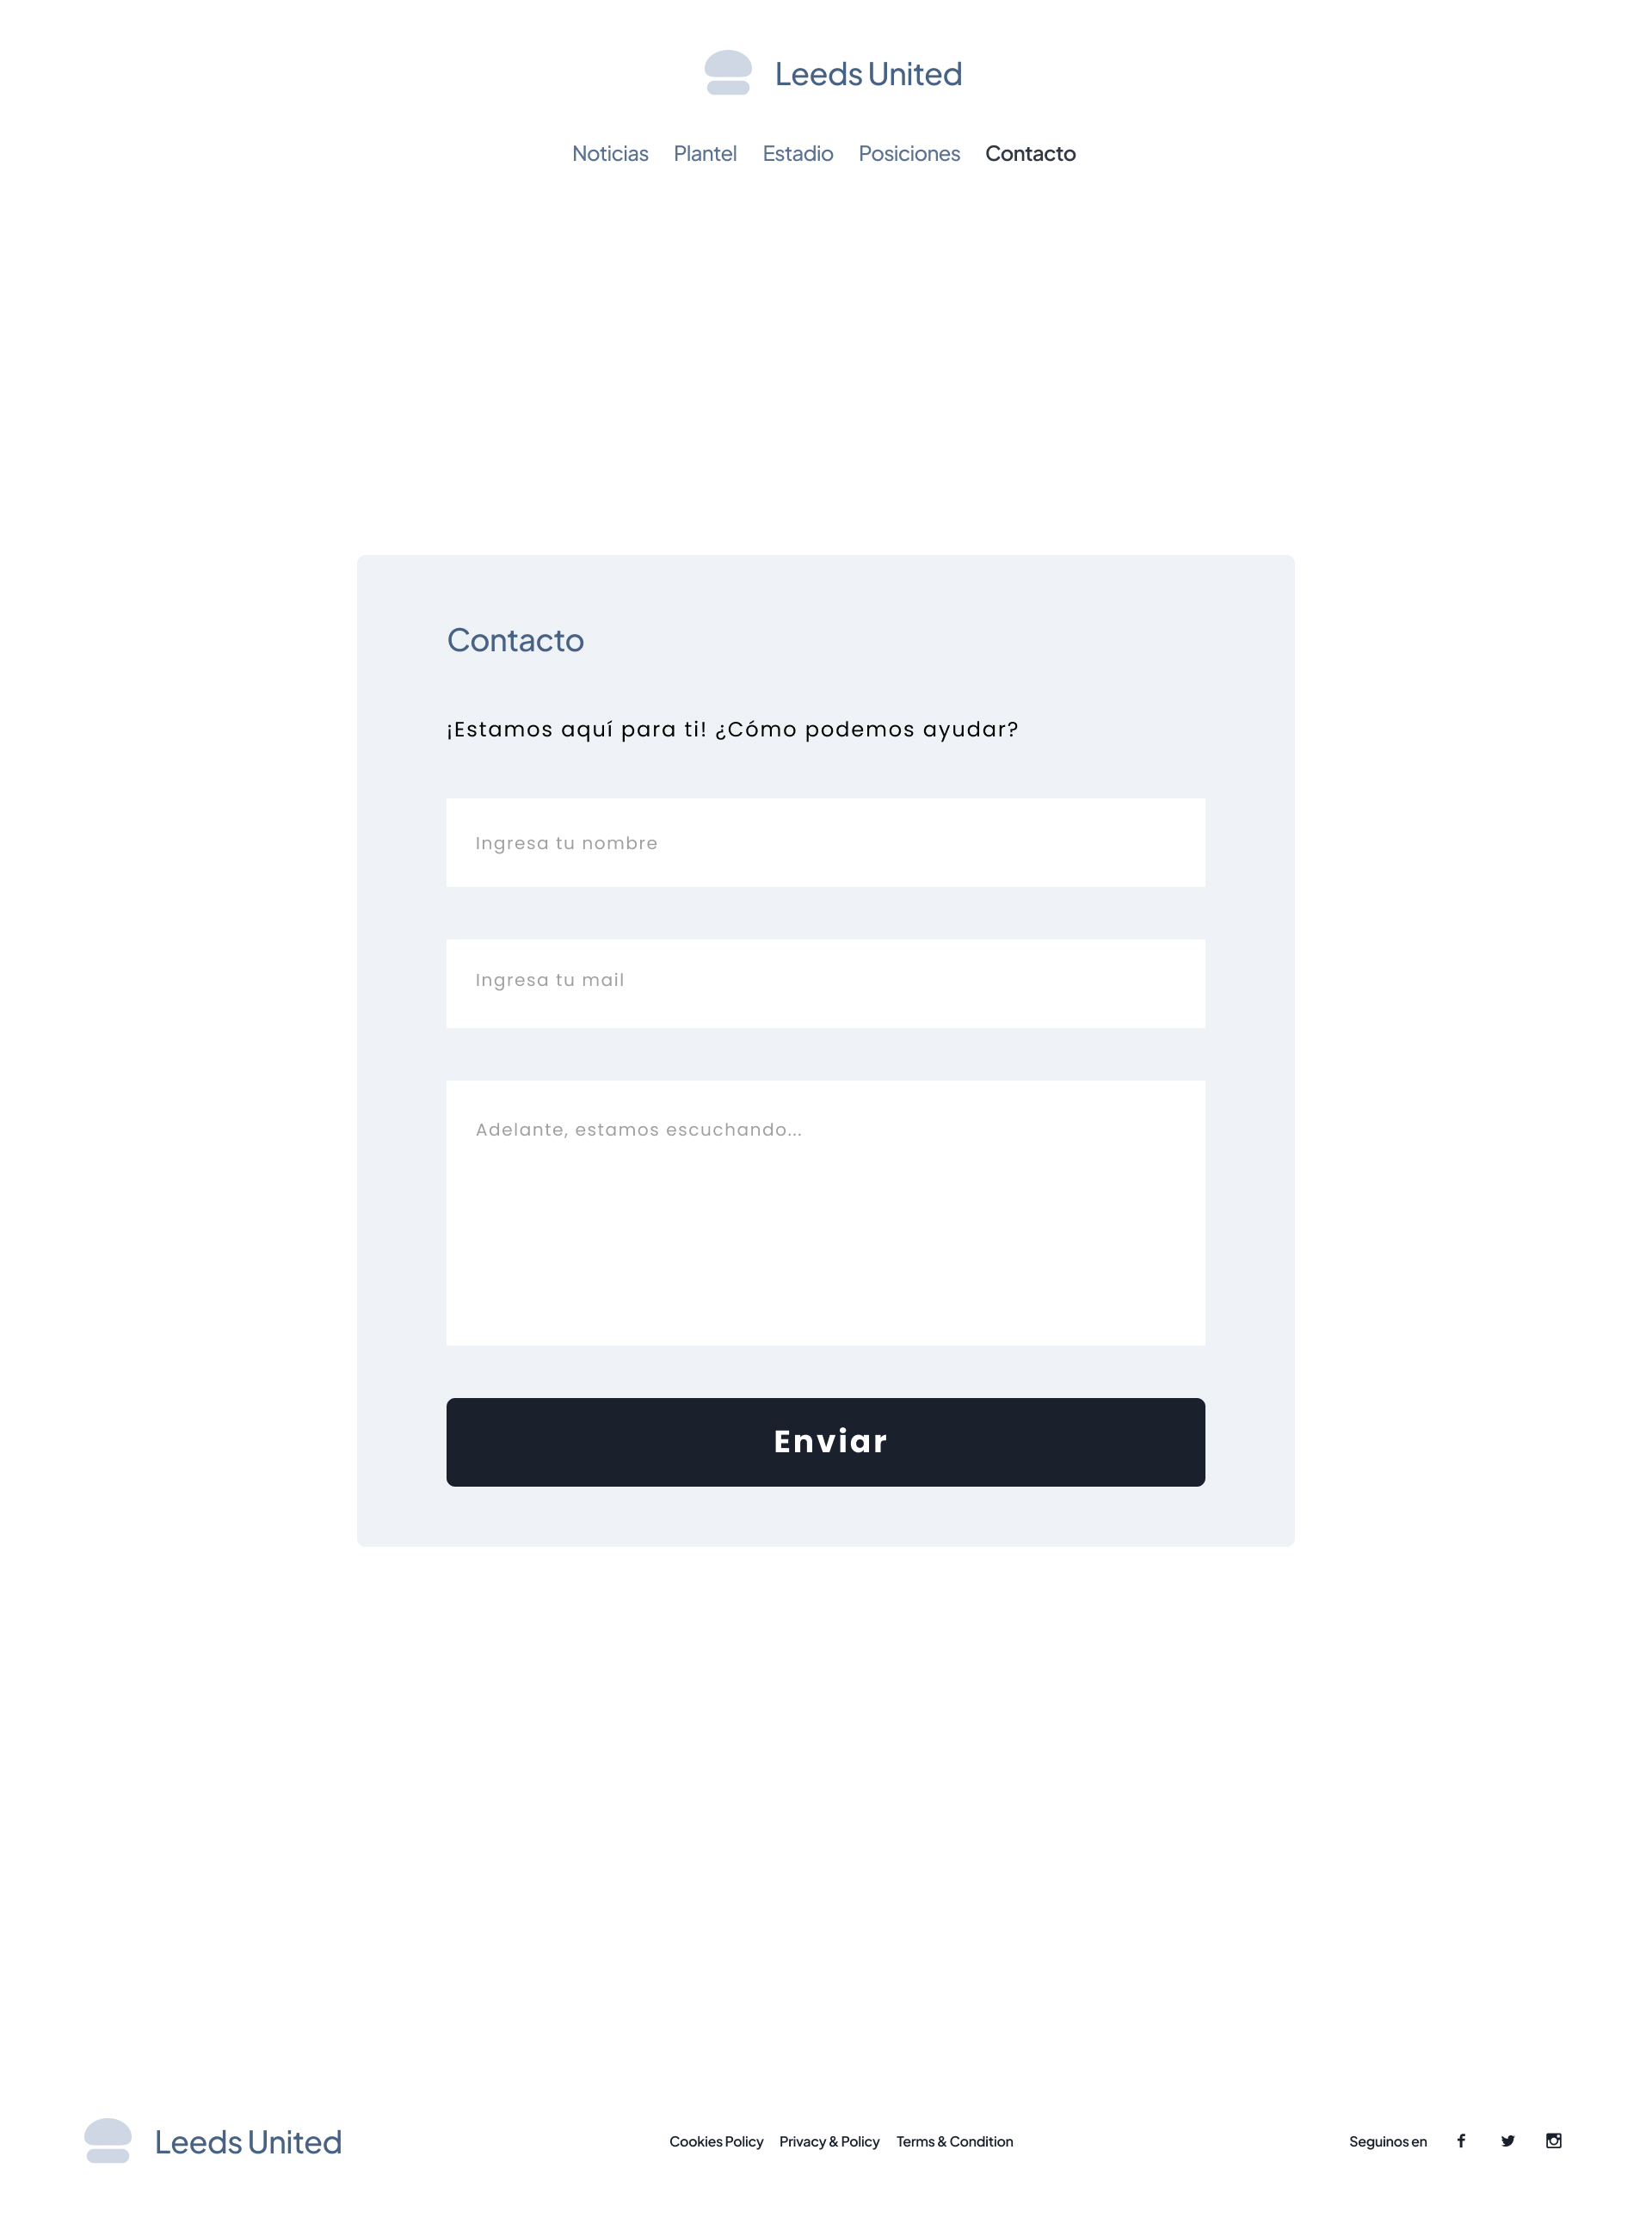 Leeds United
Noticias Plantel Estadio Posiciones Contacto
Contacto
¡Estamos aquí para ti! ¿Cómo podemos ayudar?
Ingresa tu nombre
Ingresa tu mail
Adelante, estamos escuchando...
Enviar
Leeds United
Cookies Policy Privacy & Policy Terms & Condition
Seguinos en